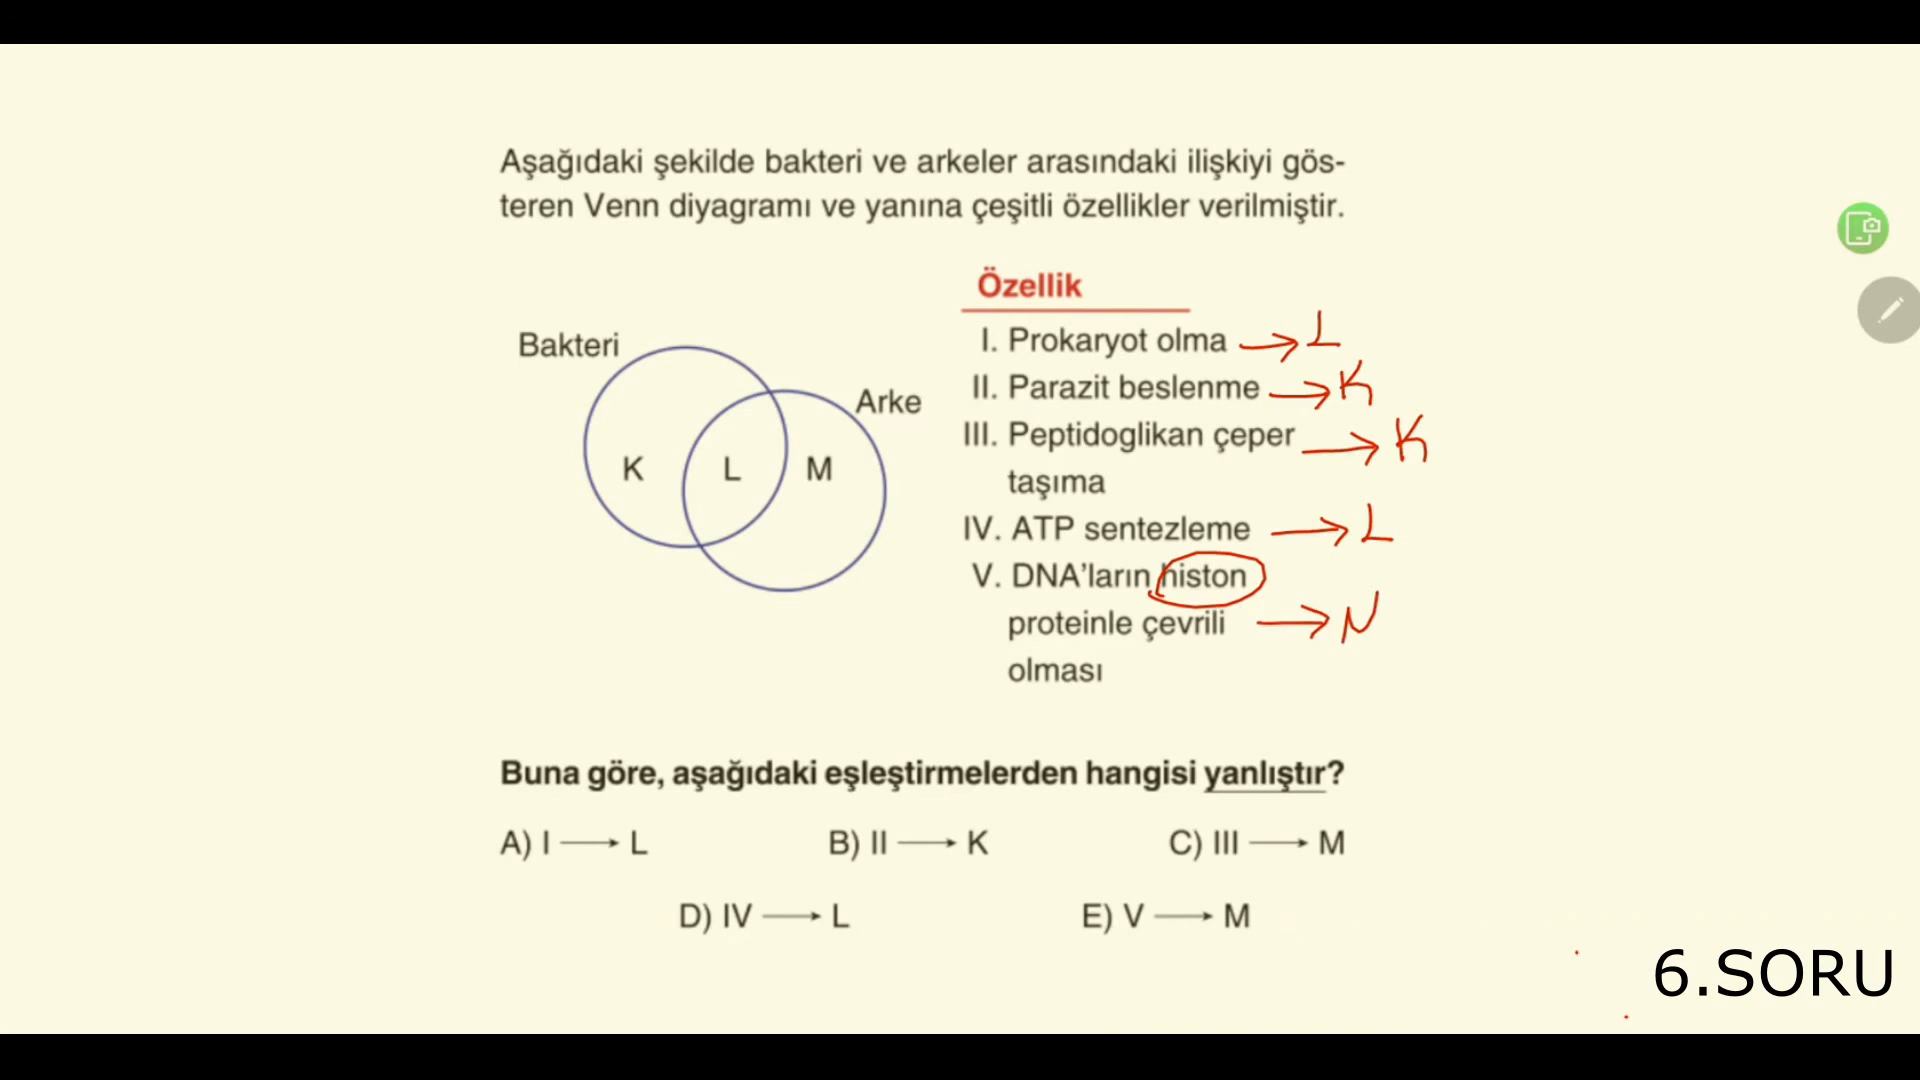 Aşağıdaki şekilde bakteri ve arkeler arasındaki ilişkiyi gös-
teren Venn diyagramı ve yanına çeşitli özellikler verilmiştir.
Bakteri
Arke
K L M
Özellik
I. Prokaryot olma → L
II. Parazit beslenme → K
III. Peptidoglikan çeper → K
taşıma
IV. ATP sentezleme → L
V. DNA'ların histon
proteinle çevrili → N
olması
Buna göre, aşağıdaki eşleştirmelerden hangisi yanlıştır?
A) I → L B) II → K C) III → M
D) IV → L E) V → M
6.SORU